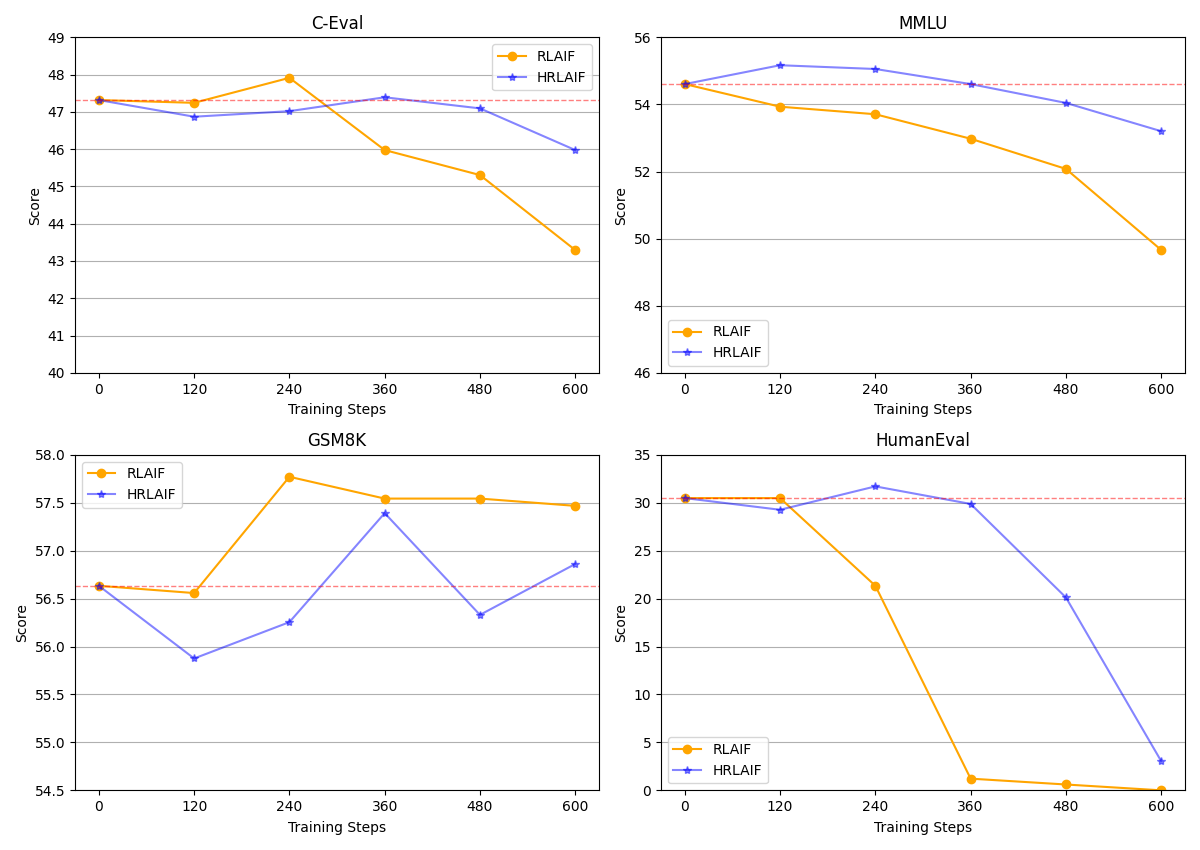 C-Eval
49
48
47
46
45
44
43
42
41
40
Score
RLAIF
HRLAIF
0 120 240 360 480 600
Training Steps
MMLU
56
54
52
50
48
46
Score
RLAIF
HRLAIF
0 120 240 360 480 600
Training Steps
GSM8K
58.0
57.5
57.0
56.5
56.0
55.5
55.0
54.5
Score
RLAIF
HRLAIF
0 120 240 360 480 600
Training Steps
HumanEval
35
30
25
20
15
10
5
0
Score
RLAIF
HRLAIF
0 120 240 360 480 600
Training Steps